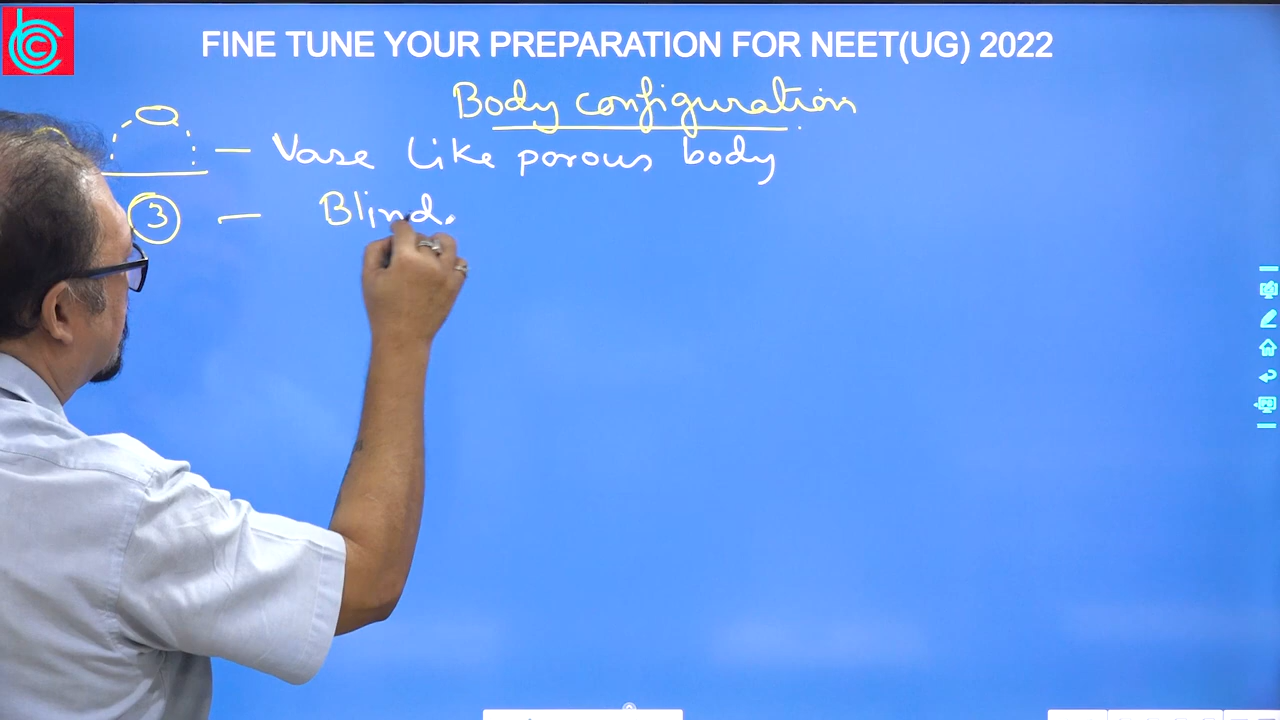 FINE TUNE YOUR PREPARATION FOR NEET(UG) 2022
Body configuration
— Vase like porous body
3 — Blind.